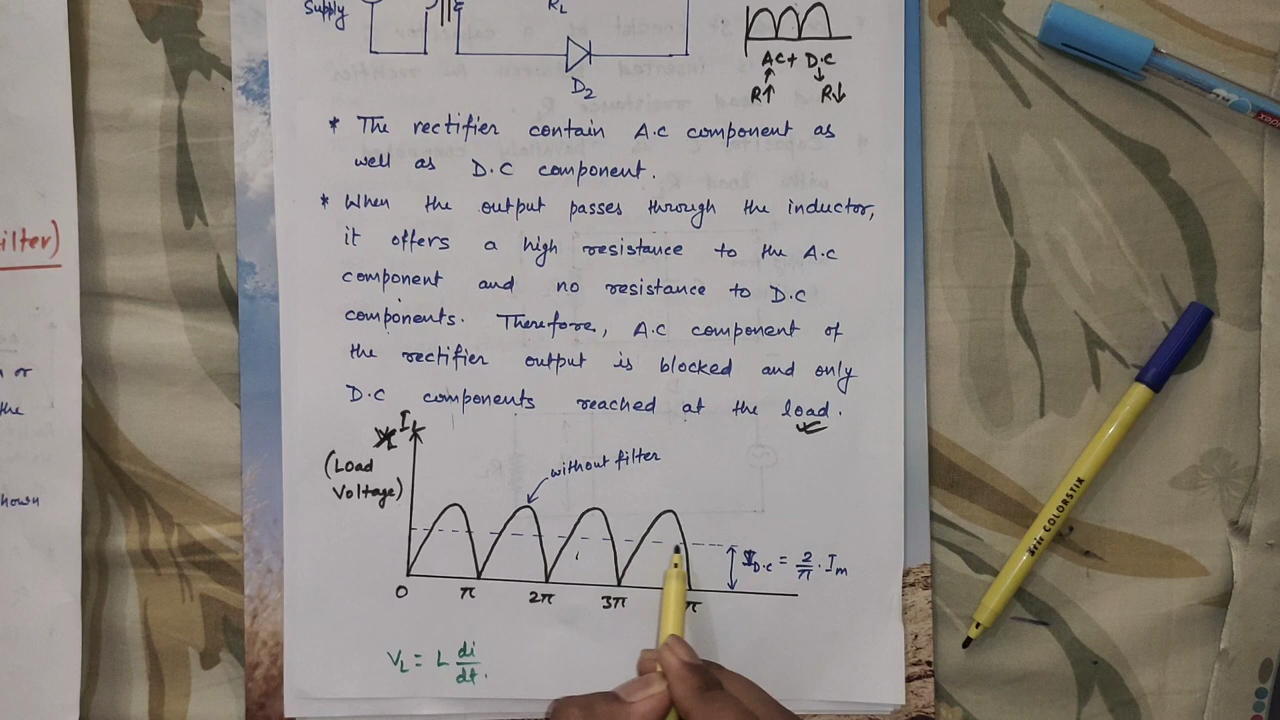 Supply
RL
D2
A C + D.C
R↑ R↓
* The rectifier contain A.C component as
well as D.C component.
* When the output passes through the inductor,
it offers a high resistance to the A.C
component and no resistance to D.C
components. Therefore, A.C component of
the rectifier output is blocked and only
D.C components reached at the load.
I
(Load
Voltage)
without filter
ID.C = 2/π . Im
0 π 2π 3π π
VL = L di/dt.
ilter)
n or
the
hown
COLORSTIX